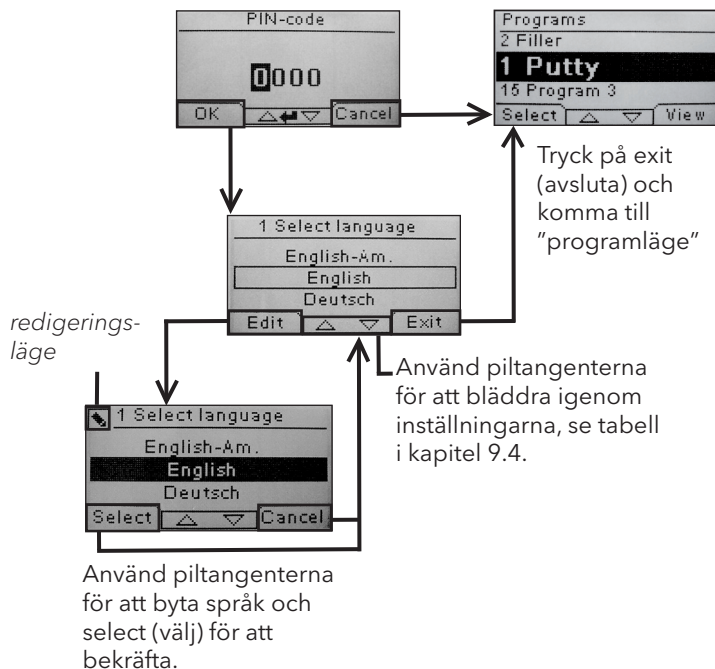 PIN-code
0000
OK
Cancel
Programs
2 Filler
1 Putty
15 Program 3
Select
View
Tryck på exit
(avsluta) och
komma till
”programläge”
1 Select language
English-Am.
English
Deutsch
Edit
Exit
redigerings-
läge
Använd piltangenterna
för att bläddra igenom
inställningarna, se tabell
i kapitel 9.4.
1 Select language
English-Am.
English
Deutsch
Select
Cancel
Använd piltangenterna
för att byta språk och
select (välj) för att
bekräfta.